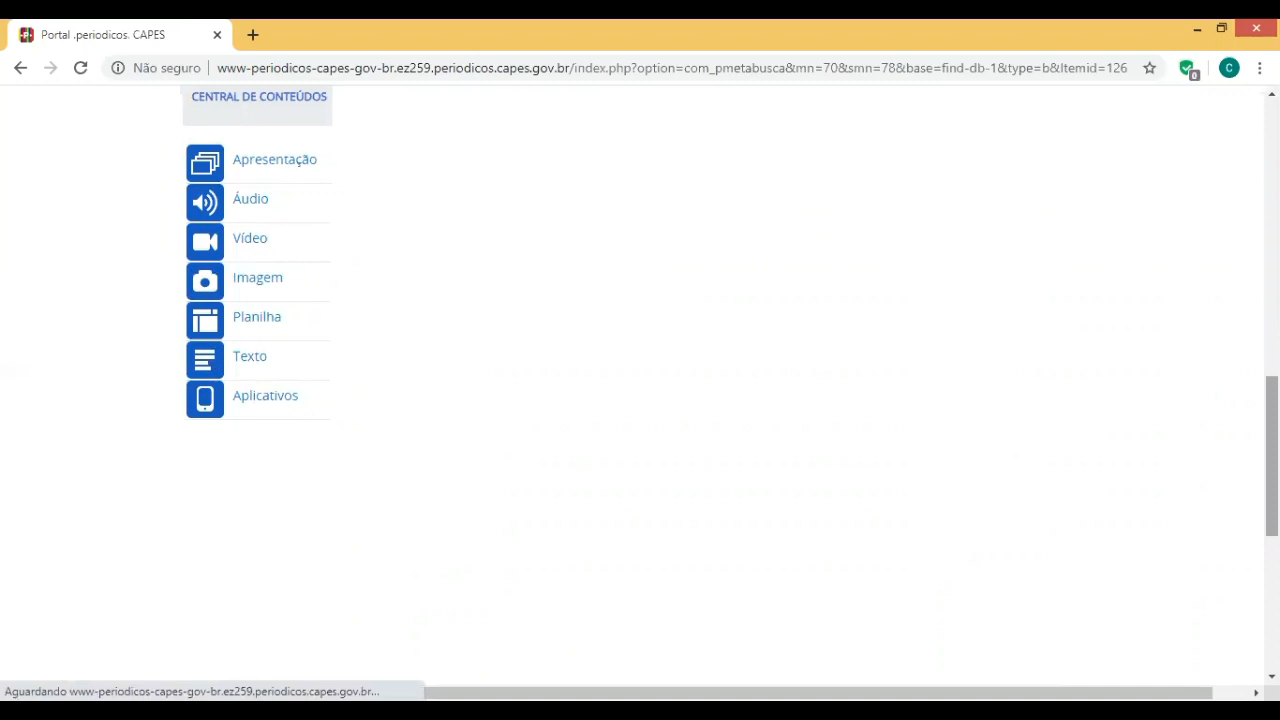 Portal .periodicos. CAPES
Não seguro
www-periodicos-capes-gov-br.ez259.periodicos.capes.gov.br/index.php?option=com_pmetabusca&mn=70&smn=78&base=find-db-1&type=b&Itemid=126
0
C
CENTRAL DE CONTEÚDOS
Apresentação
Áudio
Vídeo
Imagem
Planilha
Texto
Aplicativos
Aguardando www-periodicos-capes-gov-br.ez259.periodicos.capes.gov.br...